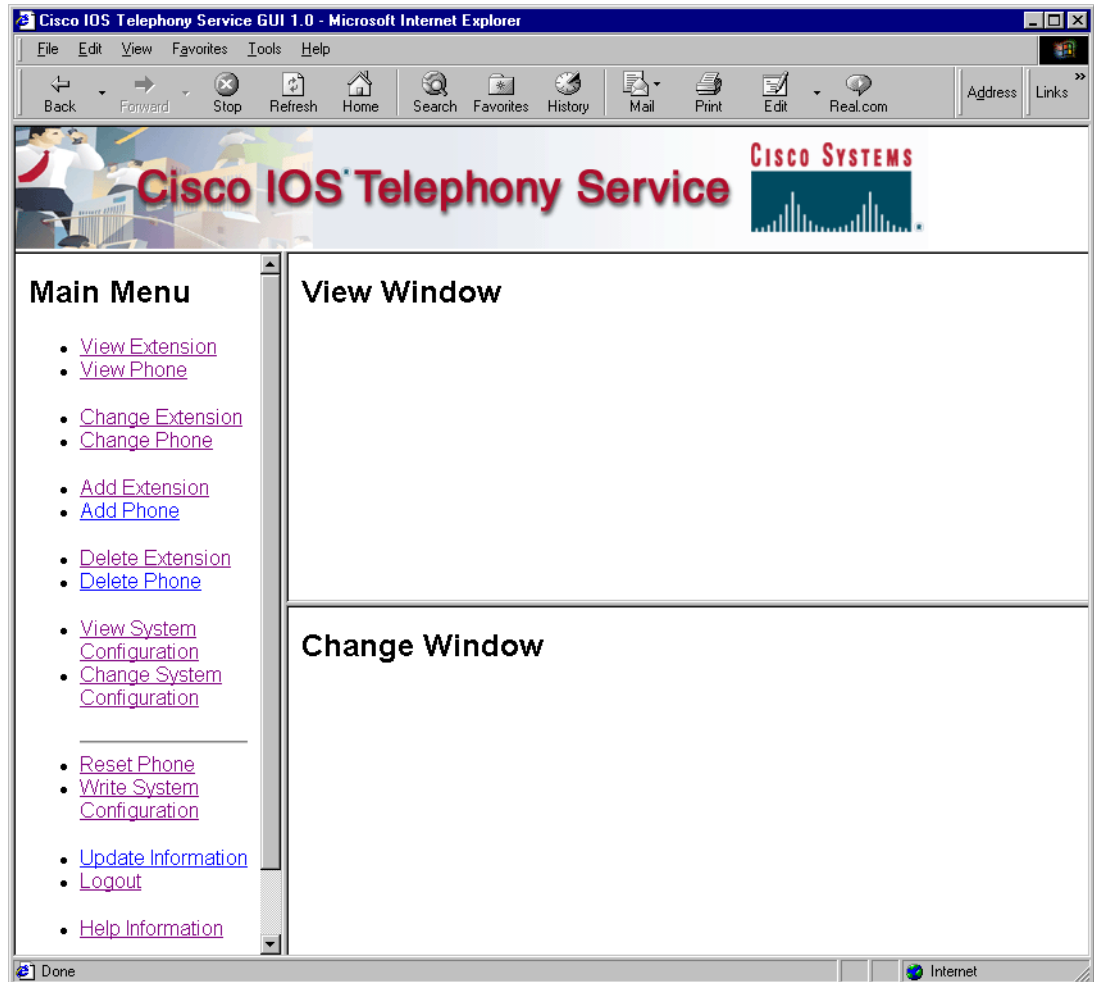 Cisco IOS Telephony Service GUI 1.0 - Microsoft Internet Explorer
File Edit View Favorites Tools Help
Back Forward Stop Refresh Home Search Favorites History Mail Print Edit Real.com Address Links »
Cisco IOS Telephony Service
CISCO SYSTEMS
Main Menu
• View Extension
• View Phone
• Change Extension
• Change Phone
• Add Extension
• Add Phone
• Delete Extension
• Delete Phone
• View System
Configuration
• Change System
Configuration
• Reset Phone
• Write System
Configuration
• Update Information
• Logout
• Help Information
View Window
Change Window
Done Internet